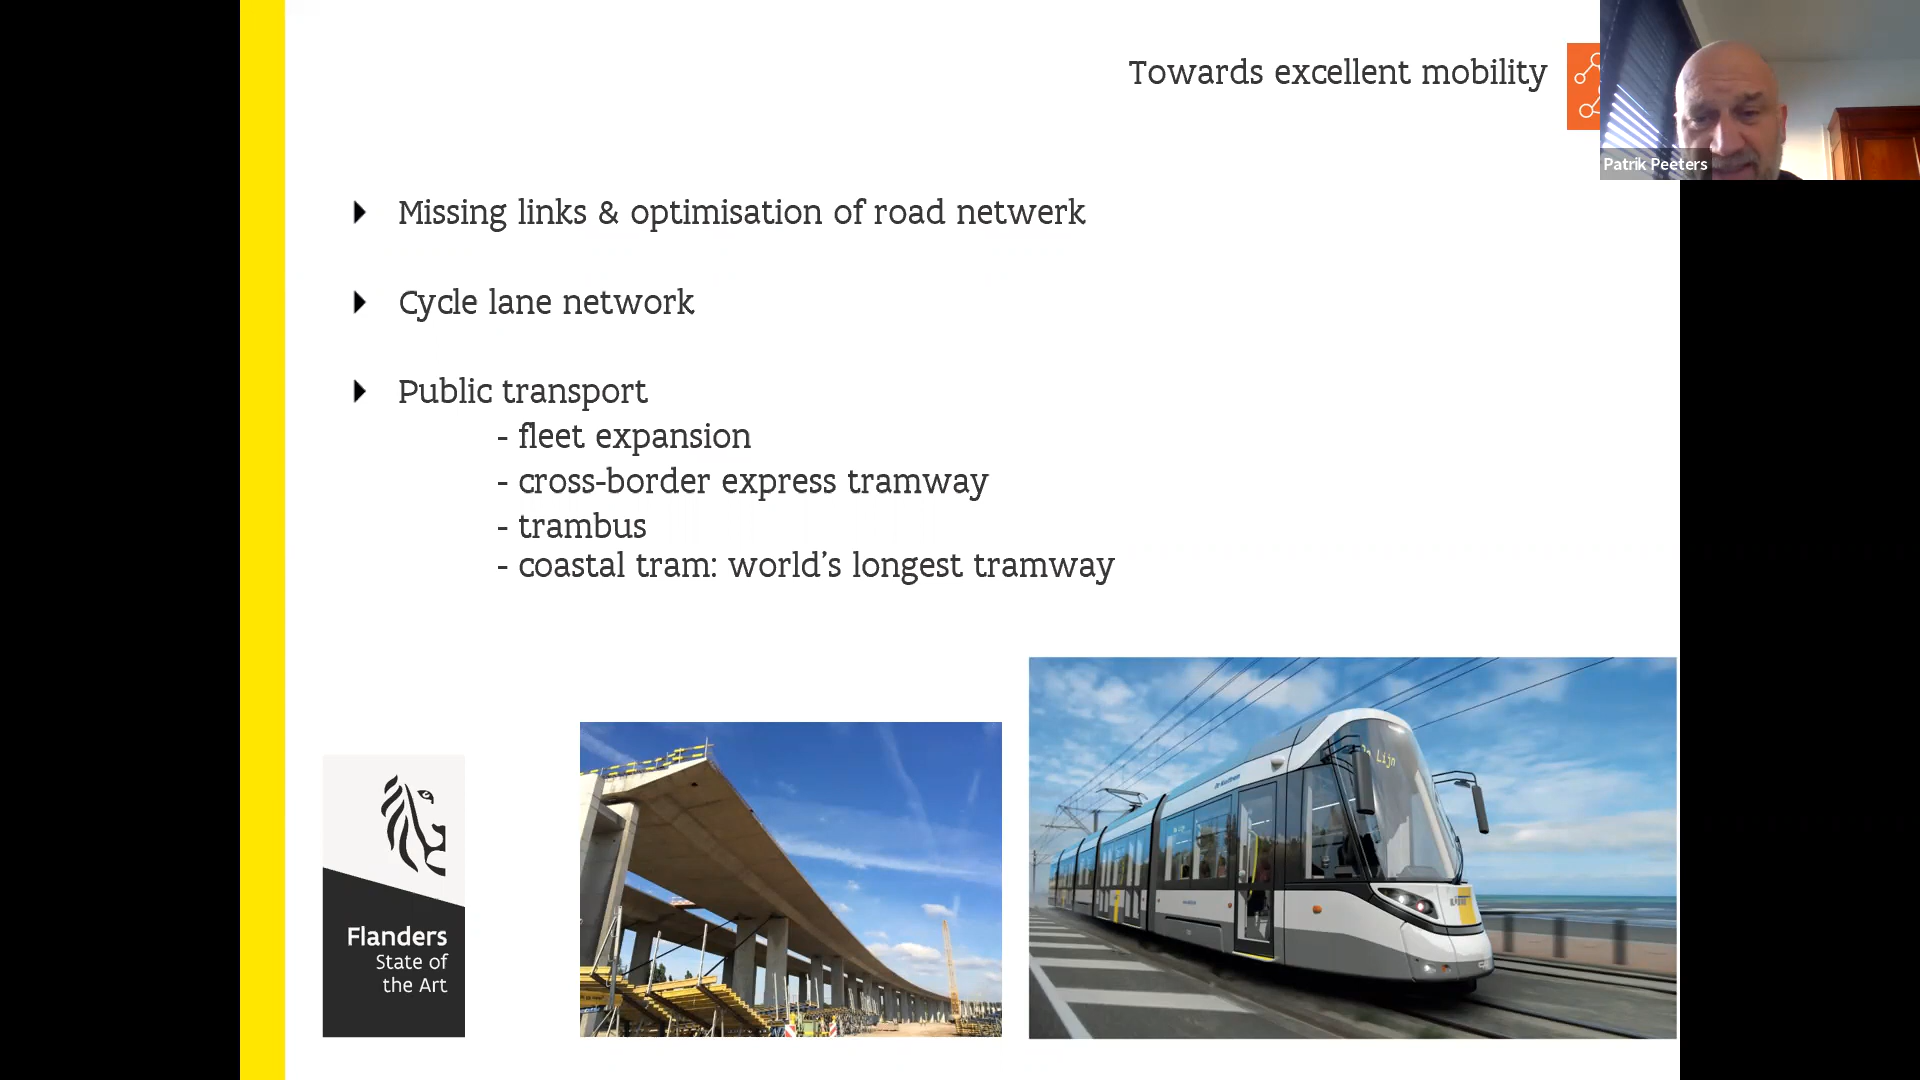 Towards excellent mobility
Patrik Peeters
Missing links & optimisation of road netwerk
Cycle lane network
Public transport
- fleet expansion
- cross-border express tramway
- trambus
- coastal tram: world’s longest tramway
Lijn
Flanders
State of
the Art